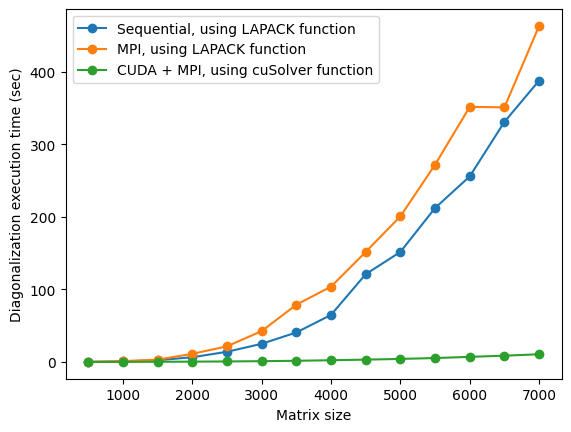 Sequential, using LAPACK function
MPI, using LAPACK function
CUDA + MPI, using cuSolver function
Diagonalization execution time (sec)
400
300
200
100
0
1000 2000 3000 4000 5000 6000 7000
Matrix size